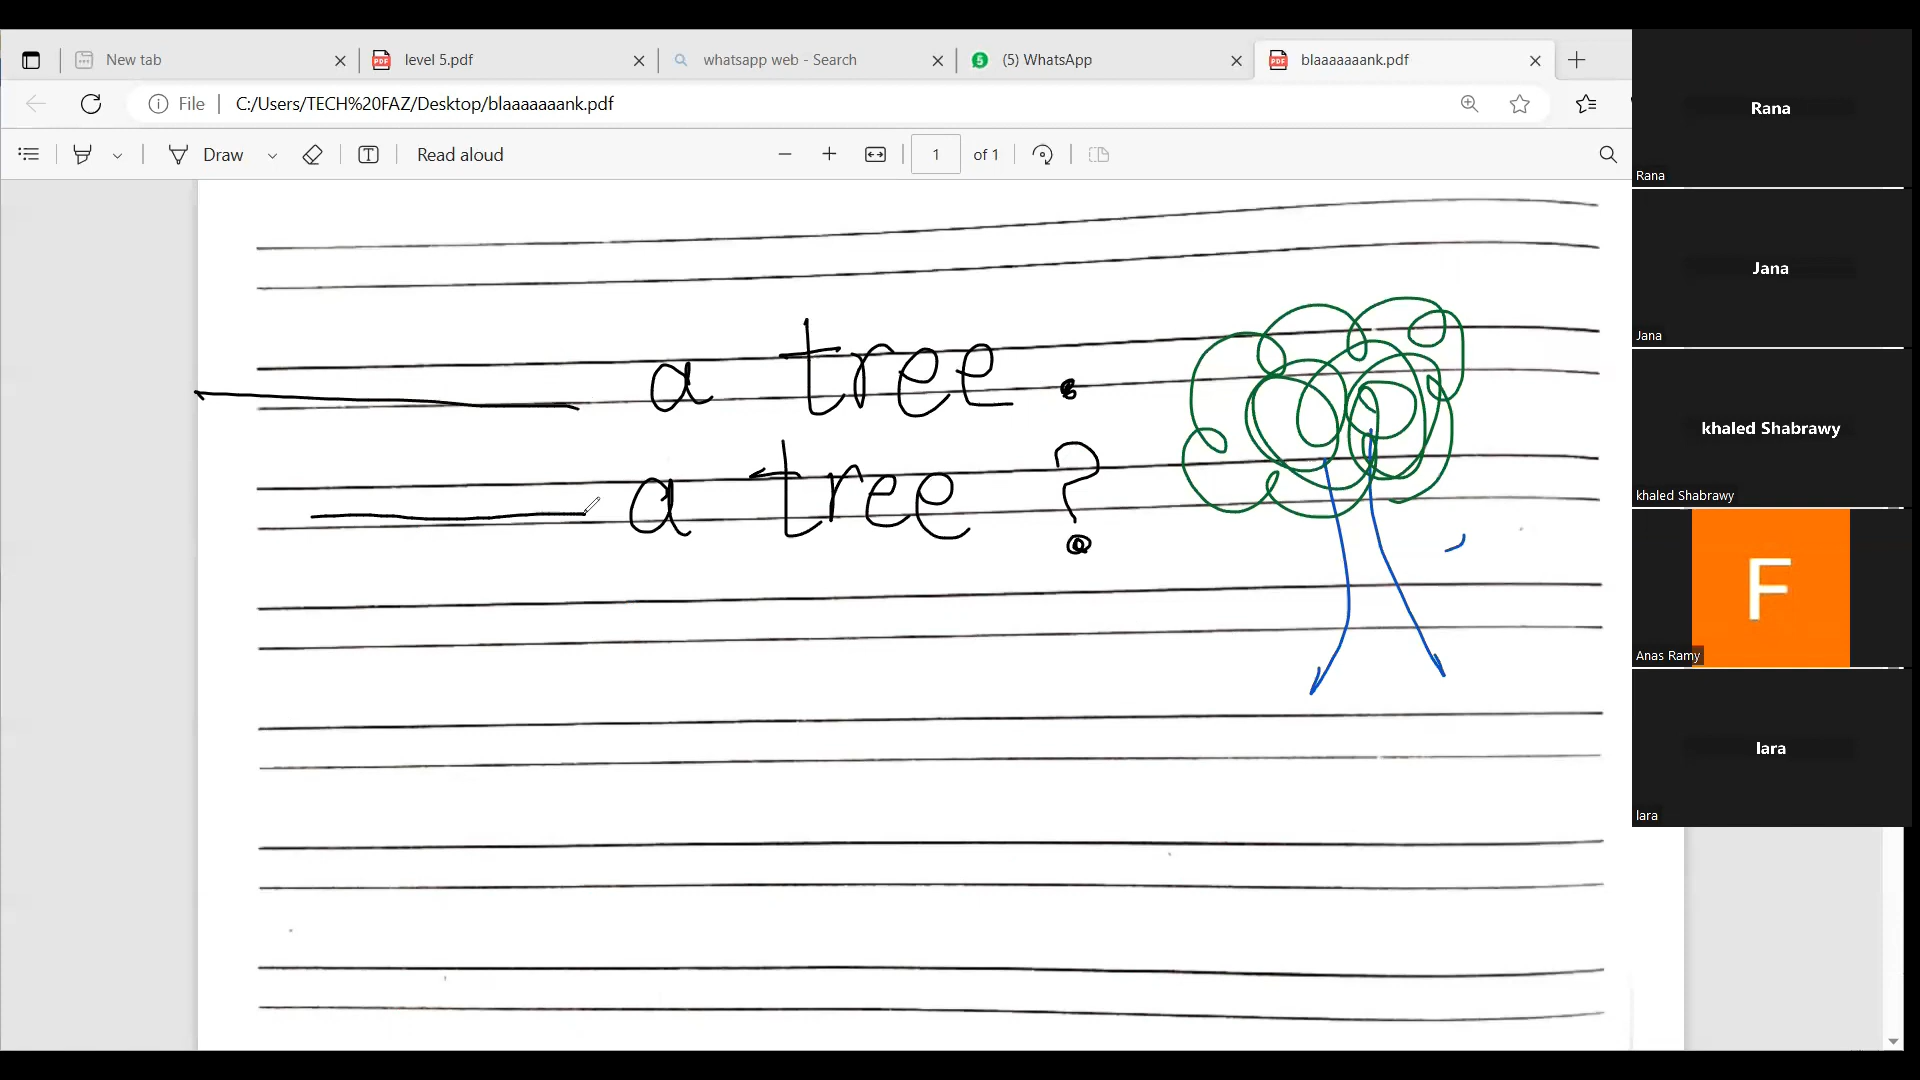 New tab
level 5.pdf
whatsapp web - Search
5 (5) WhatsApp
blaaaaaaank.pdf
File C:/Users/TECH%20FAZ/Desktop/blaaaaaaank.pdf
Draw
Read aloud
1 of 1
a tree.
a tree ?
Rana
Rana
Jana
Jana
khaled Shabrawy
khaled Shabrawy
F
Anas Ramy
lara
lara